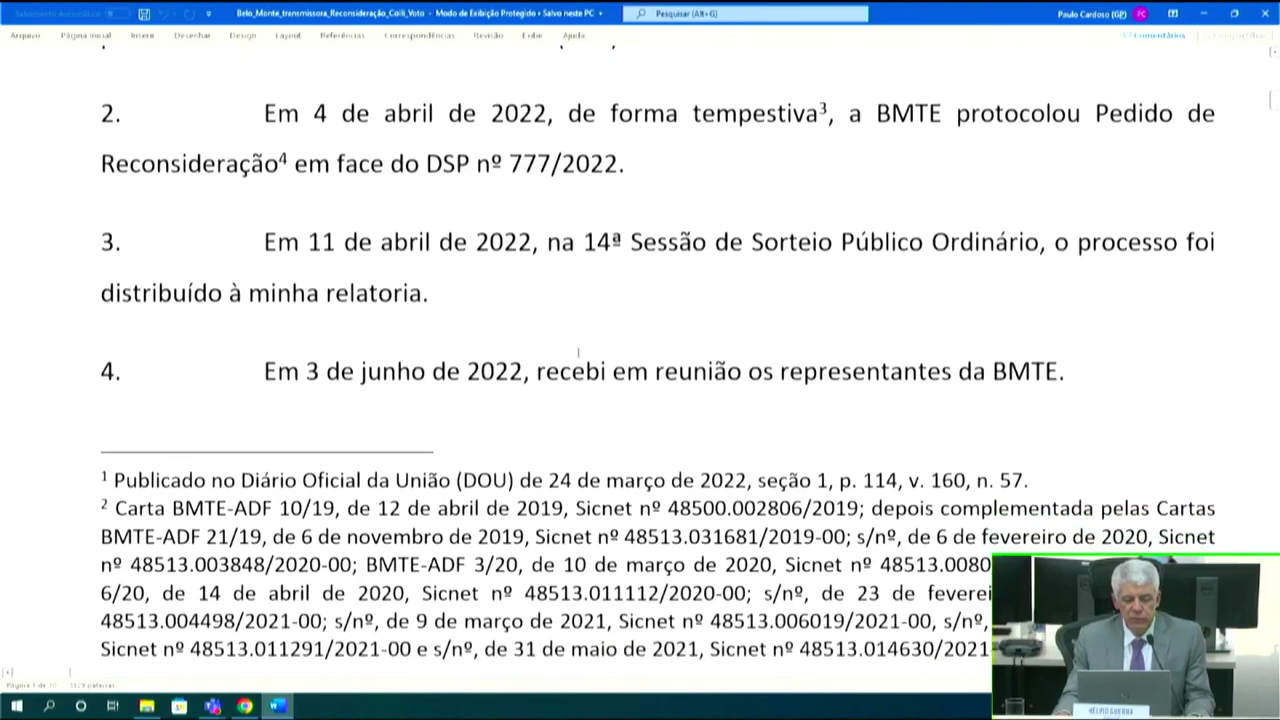 Belo_Monte_transmissora_Reconsideração_Colli_Voto - Modo de Exibição Protegido • Salvo neste PC
Pesquisar (Alt+G)
Paulo Cardoso (GP) PC
Arquivo Página Inicial Inserir Desenhar Design Layout Referências Correspondências Revisão Exibir Ajuda
Comentários
2. Em 4 de abril de 2022, de forma tempestiva³, a BMTE protocolou Pedido de
Reconsideração⁴ em face do DSP nº 777/2022.
3. Em 11 de abril de 2022, na 14ª Sessão de Sorteio Público Ordinário, o processo foi
distribuído à minha relatoria.
4. Em 3 de junho de 2022, recebi em reunião os representantes da BMTE.
¹ Publicado no Diário Oficial da União (DOU) de 24 de março de 2022, seção 1, p. 114, v. 160, n. 57.
² Carta BMTE-ADF 10/19, de 12 de abril de 2019, Sicnet nº 48500.002806/2019; depois complementada pelas Cartas
BMTE-ADF 21/19, de 6 de novembro de 2019, Sicnet nº 48513.031681/2019-00; s/nº, de 6 de fevereiro de 2020, Sicnet
nº 48513.003848/2020-00; BMTE-ADF 3/20, de 10 de março de 2020, Sicnet nº 48513.0080
6/20, de 14 de abril de 2020, Sicnet nº 48513.011112/2020-00; s/nº, de 23 de feverei
48513.004498/2021-00; s/nº, de 9 de março de 2021, Sicnet nº 48513.006019/2021-00, s/nº,
Sicnet nº 48513.011291/2021-00 e s/nº, de 31 de maio de 2021, Sicnet nº 48513.014630/2021
HÉLVIO GUERRA